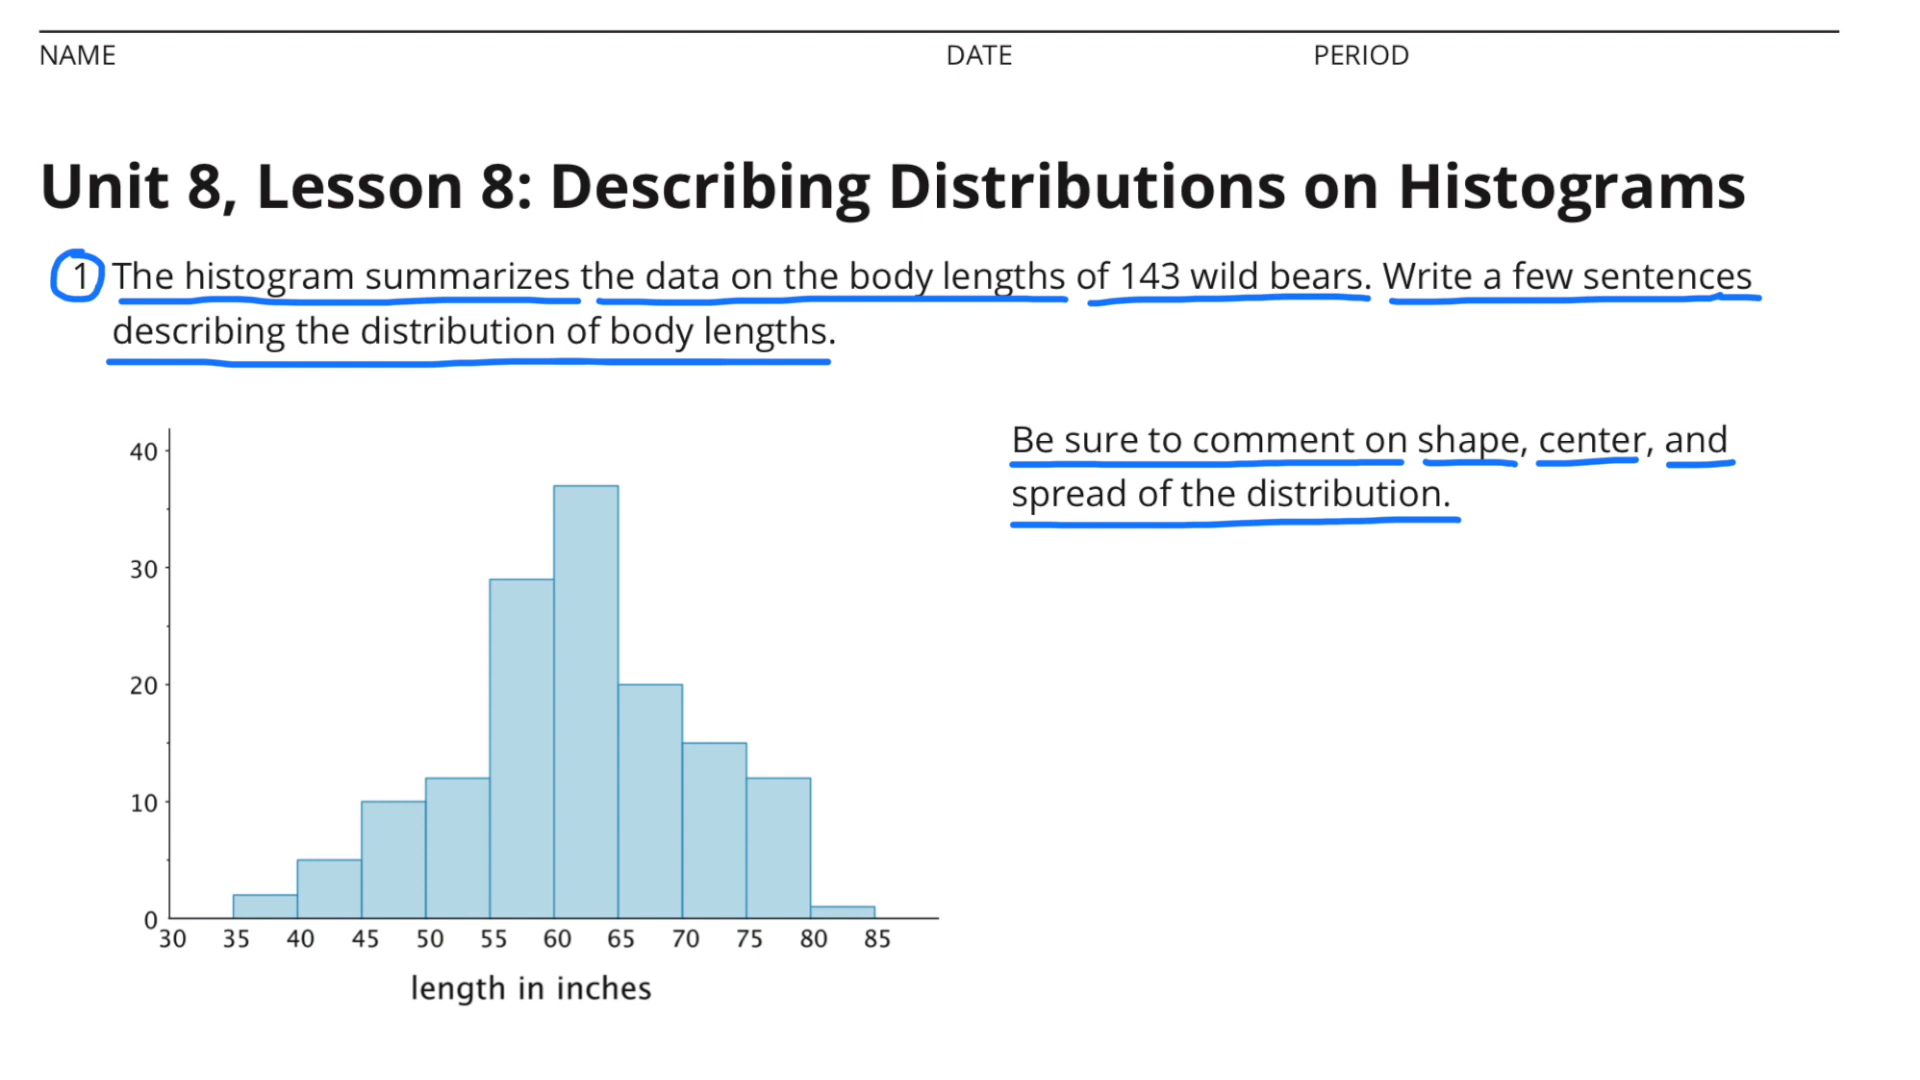 NAME DATE PERIOD
Unit 8, Lesson 8: Describing Distributions on Histograms
1 The histogram summarizes the data on the body lengths of 143 wild bears. Write a few sentences
describing the distribution of body lengths.
Be sure to comment on shape, center, and
spread of the distribution.
40
30
20
10
0
30 35 40 45 50 55 60 65 70 75 80 85
length in inches